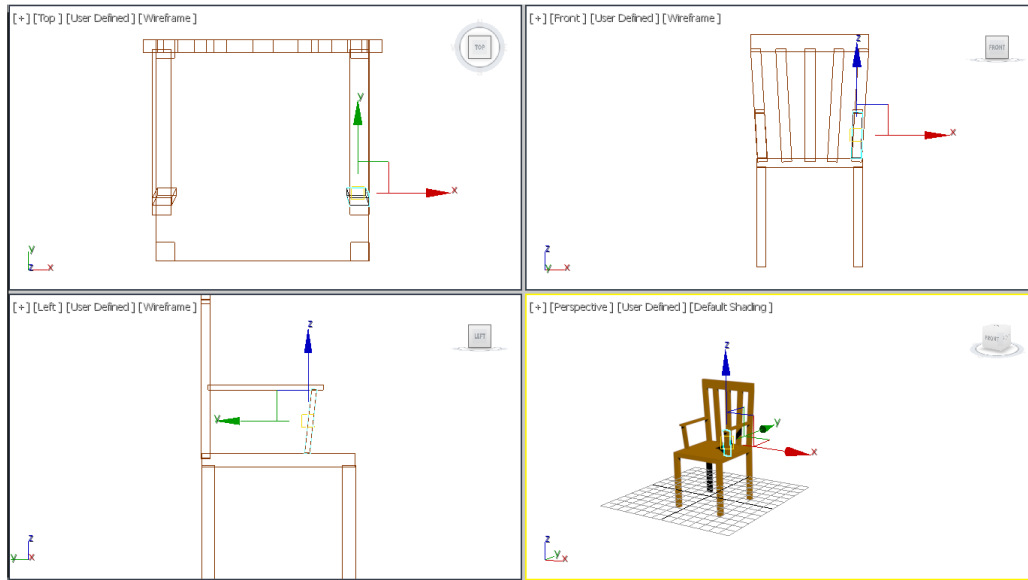 [+] [Top ] [User Defined ] [Wireframe ]
TOP
y
x
y
z x
[+] [Front ] [User Defined ] [Wireframe ]
FRONT
z
x
z
y x
[+] [Left ] [User Defined ] [Wireframe ]
LEFT
z
y
z
y x
[+] [Perspective ] [User Defined ] [Default Shading ]
FRONT
z
y
x
z
y
x